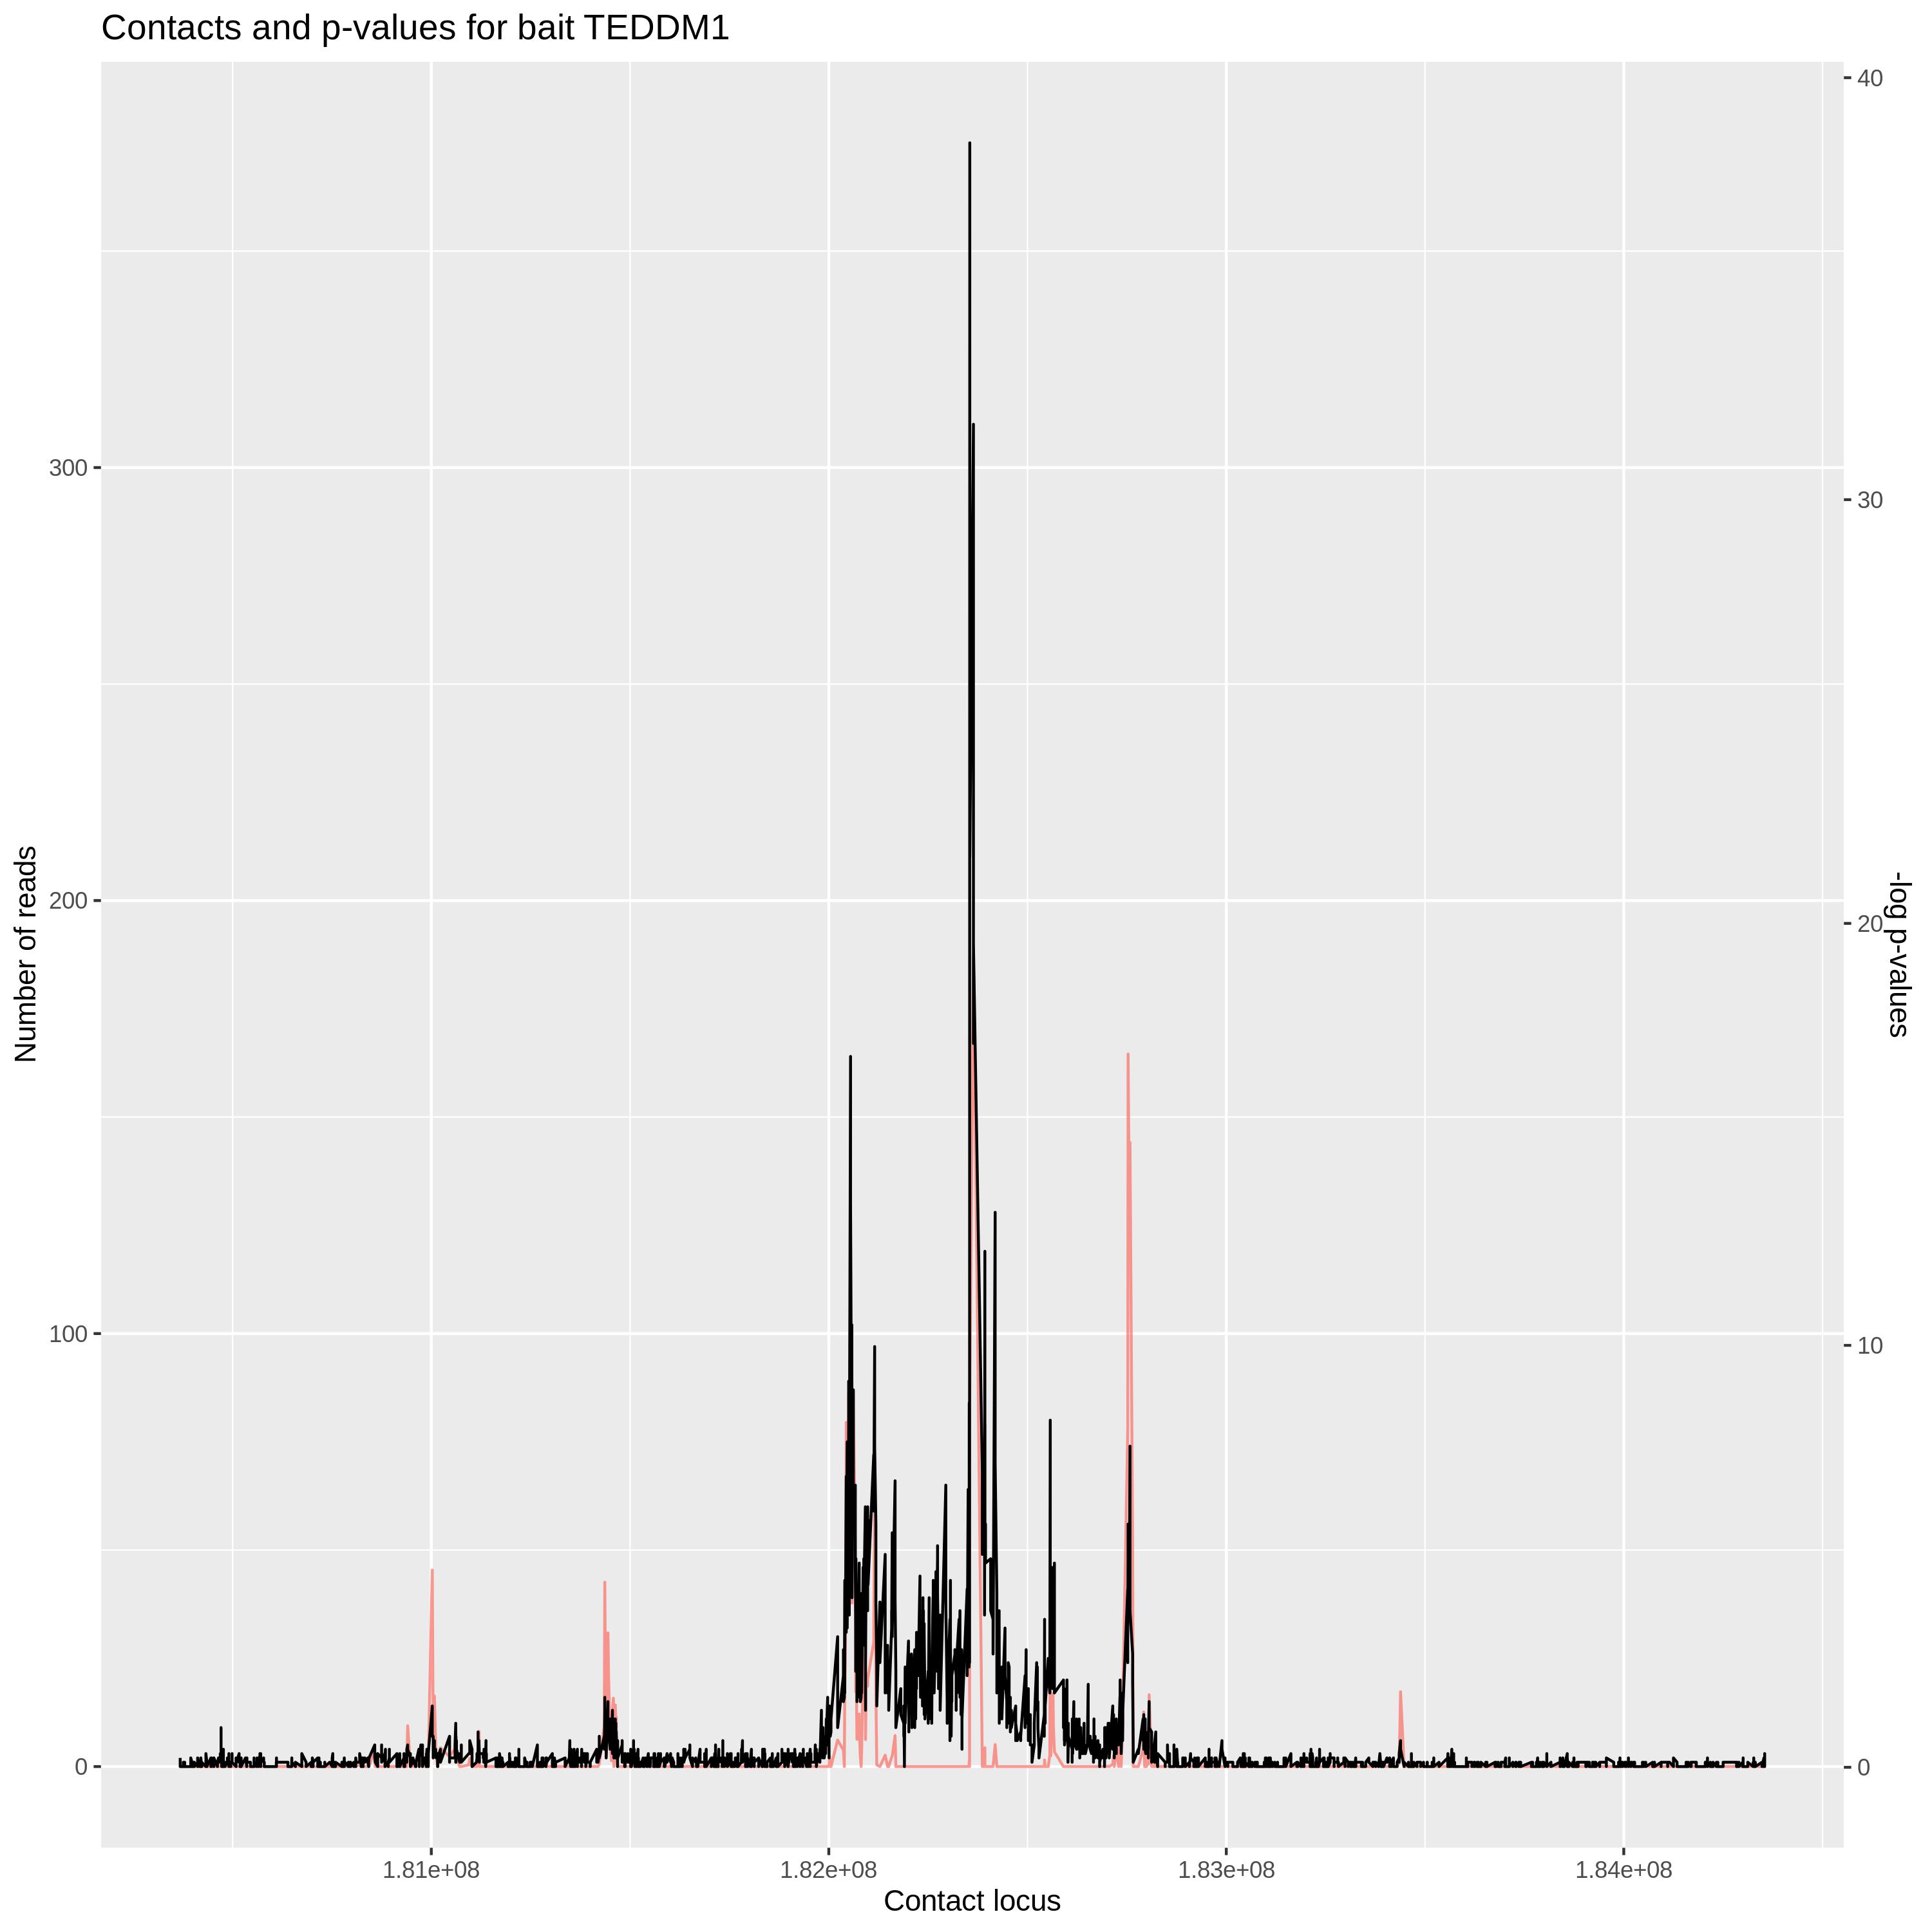 Contacts and p-values for bait TEDDM1
40
300
30
200
20
100
10
0
0
Number of reads
-log p-values
1.81e+08
1.82e+08
1.83e+08
1.84e+08
Contact locus